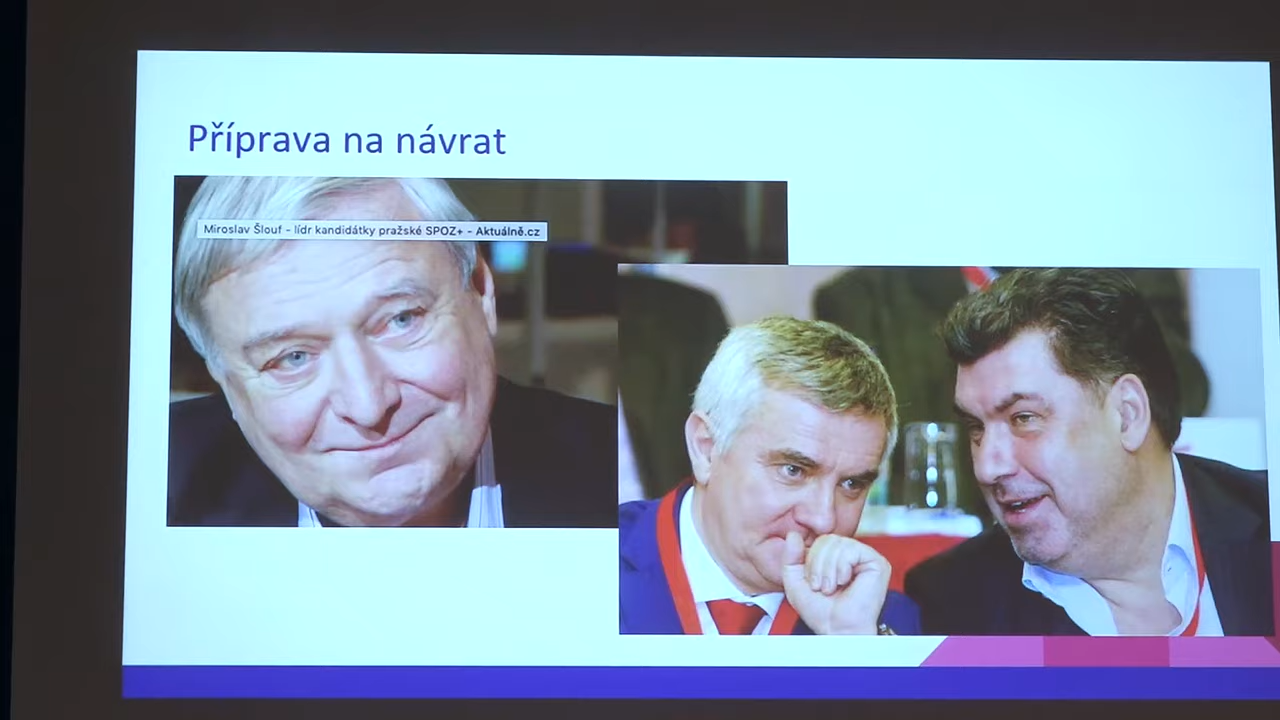 Příprava na návrat
Miroslav Šlouf - lídr kandidátky pražské SPOZ+ - Aktuálně.cz